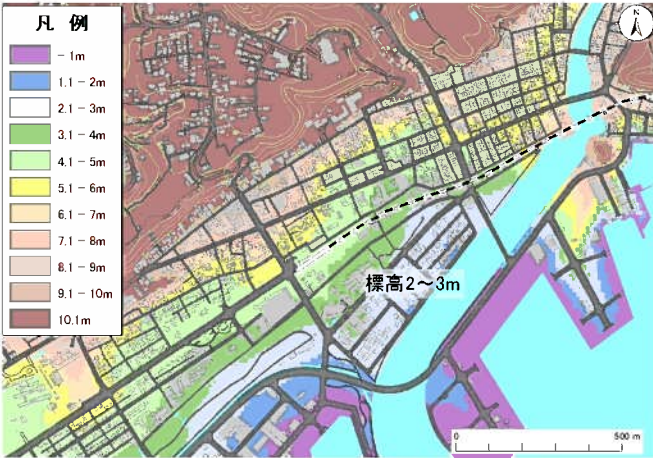 凡 例
- 1m
1.1 - 2m
2.1 - 3m
3.1 - 4m
4.1 - 5m
5.1 - 6m
6.1 - 7m
7.1 - 8m
8.1 - 9m
9.1 - 10m
10.1m
N
標高2～3m
0
500 m